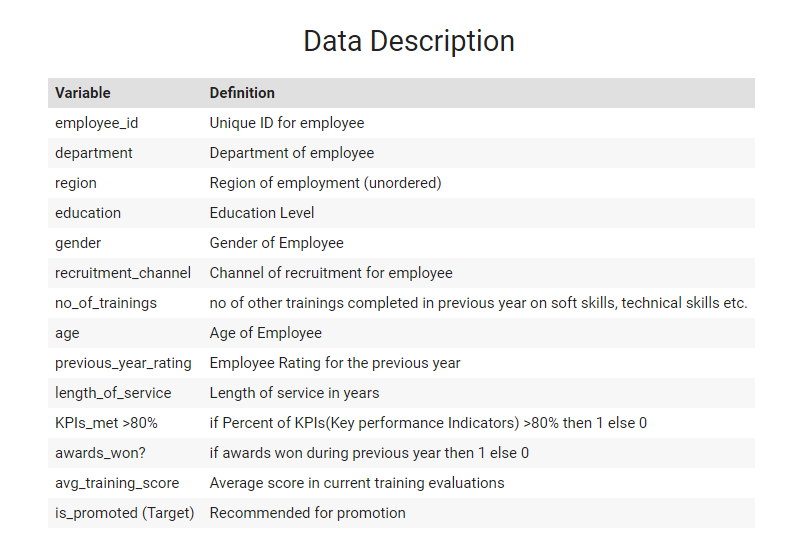 Data Description
Variable Definition
employee_id Unique ID for employee
department Department of employee
region Region of employment (unordered)
education Education Level
gender Gender of Employee
recruitment_channel Channel of recruitment for employee
no_of_trainings no of other trainings completed in previous year on soft skills, technical skills etc.
age Age of Employee
previous_year_rating Employee Rating for the previous year
length_of_service Length of service in years
KPIs_met >80% if Percent of KPIs(Key performance Indicators) >80% then 1 else 0
awards_won? if awards won during previous year then 1 else 0
avg_training_score Average score in current training evaluations
is_promoted (Target) Recommended for promotion